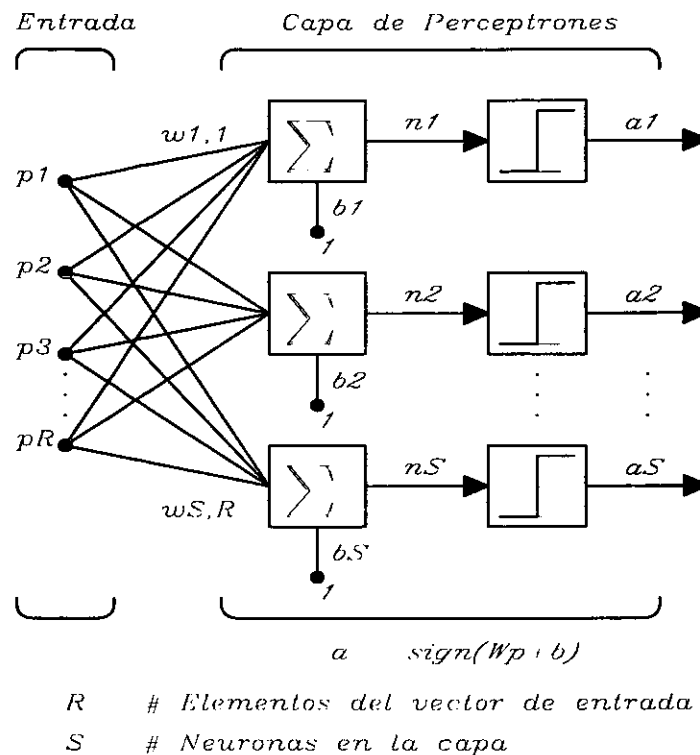 Entrada Capa de Perceptrones
w1,1 n1 a1
p1
b1
1
p2 n2 a2
p3
b2
1
pR
nS aS
wS,R
bS
1
a sign(Wp+b)
R # Elementos del vector de entrada
S # Neuronas en la capa